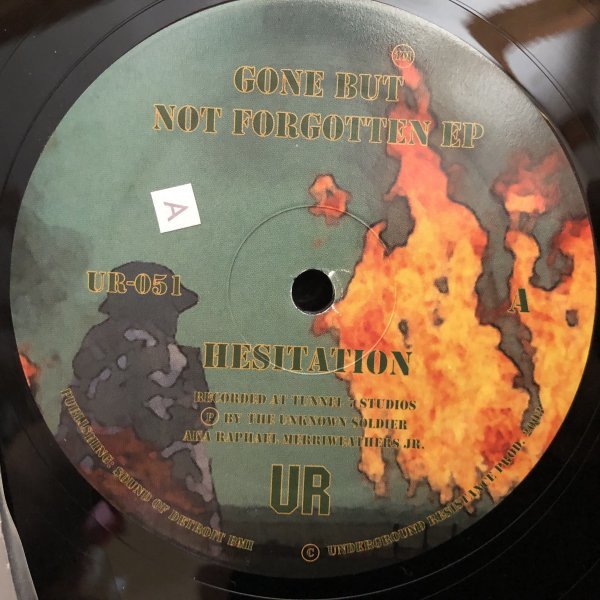 GONE BUT
NOT FORGOTTEN EP
A
UR-051
A
HESITATION
RECORDED AT TUNNEL 7 STUDIOS
Ⓟ BY THE UNKNOWN SOLDIER
AKA RAPHAEL MERRIWEATHERS JR.
UR
PUBLISHING: SOUND OF DETROIT BMI
© UNDERGROUND RESISTANCE PROD.